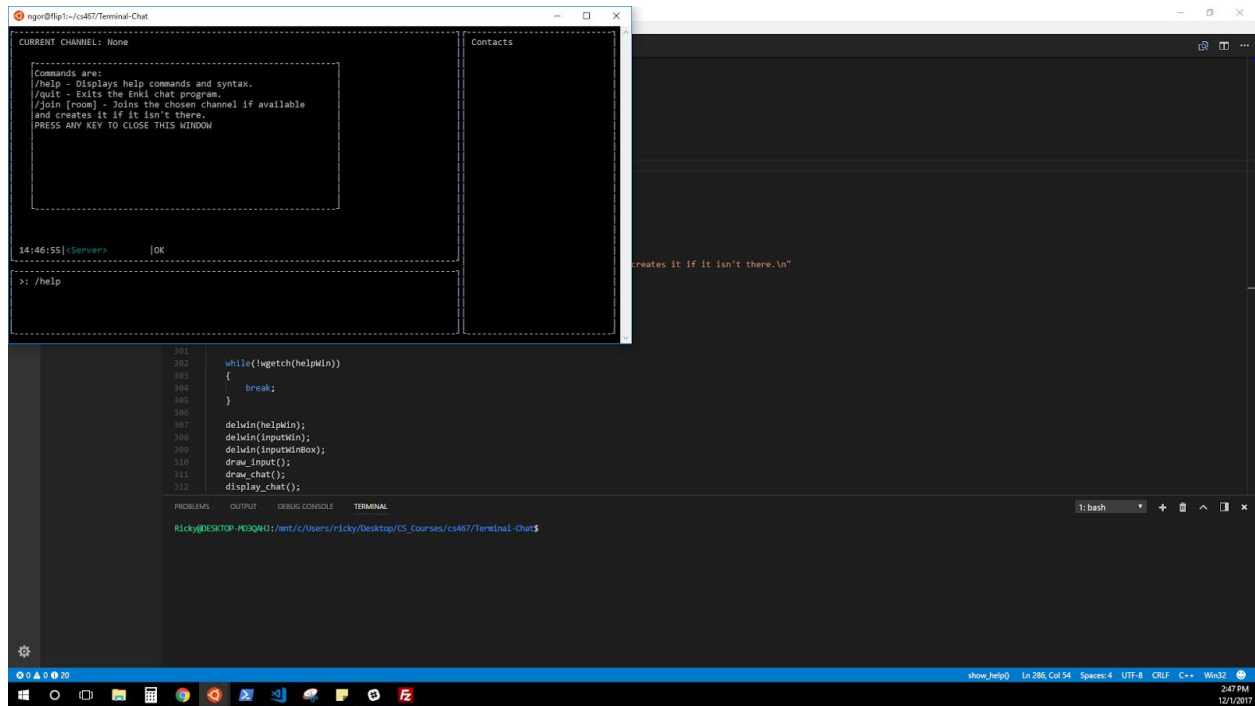 ngor@flip1:~/cs467/Terminal-Chat
CURRENT CHANNEL: None
Contacts
Commands are:
/help - Displays help commands and syntax.
/quit - Exits the Enki chat program.
/join [room] - Joins the chosen channel if available
and creates it if it isn't there.
PRESS ANY KEY TO CLOSE THIS WINDOW
14:46:55|<Server> |OK
>: /help
creates it if it isn't there.\n"
301
302 while(!wgetch(helpWin))
303 {
304 break;
305 }
306
307 delwin(helpWin);
308 delwin(inputWin);
309 delwin(inputWinBox);
310 draw_input();
311 draw_chat();
312 display_chat();
PROBLEMS OUTPUT DEBUG CONSOLE TERMINAL 1: bash
Ricky@DESKTOP-MO3QAHJ:/mnt/c/Users/ricky/Desktop/CS_Courses/cs467/Terminal-Chat$
0 0 0 20 show_help() Ln 286, Col 54 Spaces: 4 UTF-8 CRLF C++ Win32
2:47 PM
12/1/2017